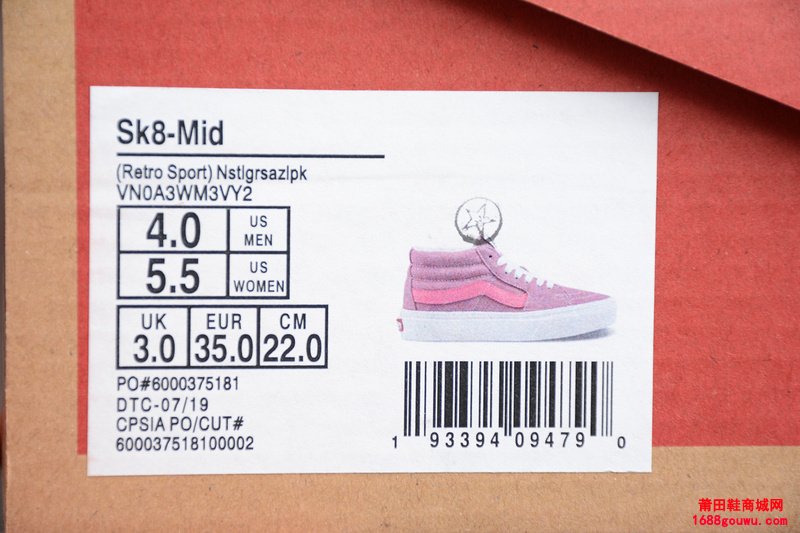 Sk8-Mid
(Retro Sport) Nstlgrsazlpk
VN0A3WM3VY2
4.0 US MEN
5.5 US WOMEN
UK EUR CM
3.0 35.0 22.0
PO#6000375181
DTC-07/19
CPSIA PO/CUT#
600037518100002
1 93394 09479 0
莆田鞋商城网
1688gouwu.com